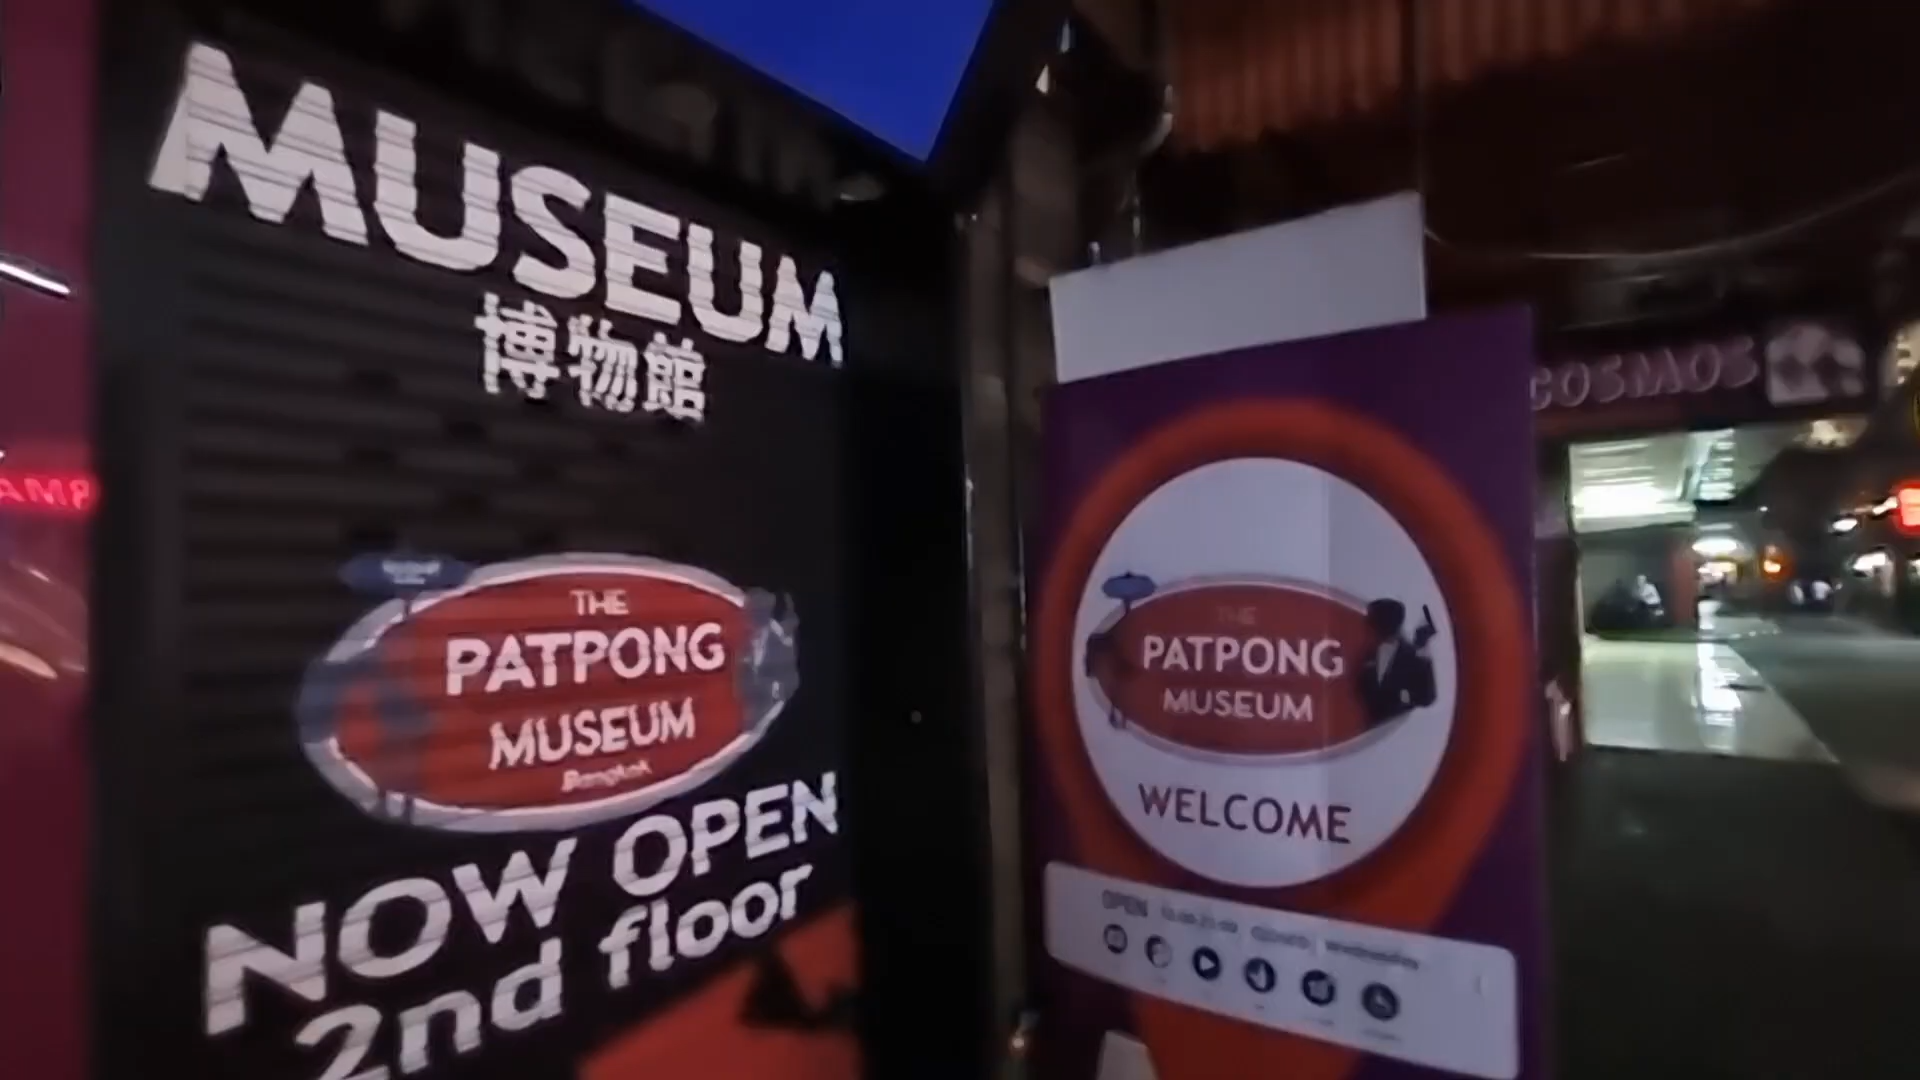 MUSEUM
博物館
THE
PATPONG
MUSEUM
Bangkok
NOW OPEN
2nd floor
THE
PATPONG
MUSEUM
WELCOME
OPEN
COSMOS